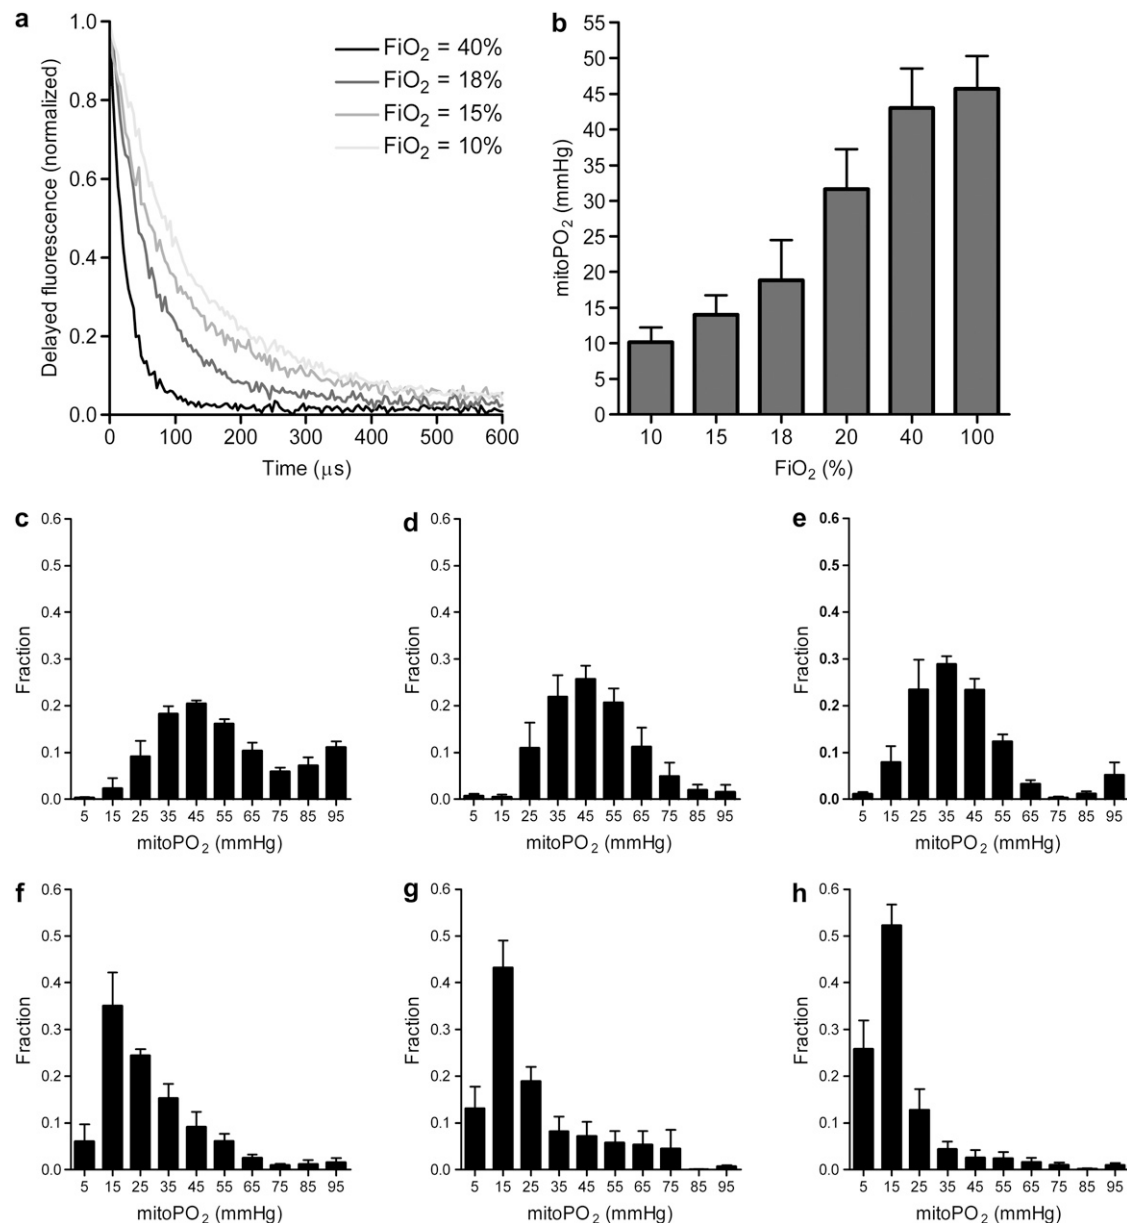 a
Delayed fluorescence (normalized)
1.0
0.8
0.6
0.4
0.2
0.0
0 100 200 300 400 500 600
Time (μs)
FiO2 = 40%
FiO2 = 18%
FiO2 = 15%
FiO2 = 10%
b
mitoPO2 (mmHg)
55
50
45
40
35
30
25
20
15
10
5
0
10 15 18 20 40 100
FiO2 (%)
c
Fraction
0.6
0.5
0.4
0.3
0.2
0.1
0.0
5 15 25 35 45 55 65 75 85 95
mitoPO2 (mmHg)
d
Fraction
0.6
0.5
0.4
0.3
0.2
0.1
0.0
5 15 25 35 45 55 65 75 85 95
mitoPO2 (mmHg)
e
Fraction
0.6
0.5
0.4
0.3
0.2
0.1
0.0
5 15 25 35 45 55 65 75 85 95
mitoPO2 (mmHg)
f
Fraction
0.6
0.5
0.4
0.3
0.2
0.1
0.0
5 15 25 35 45 55 65 75 85 95
mitoPO2 (mmHg)
g
Fraction
0.6
0.5
0.4
0.3
0.2
0.1
0.0
5 15 25 35 45 55 65 75 85 95
mitoPO2 (mmHg)
h
Fraction
0.6
0.5
0.4
0.3
0.2
0.1
0.0
5 15 25 35 45 55 65 75 85 95
mitoPO2 (mmHg)